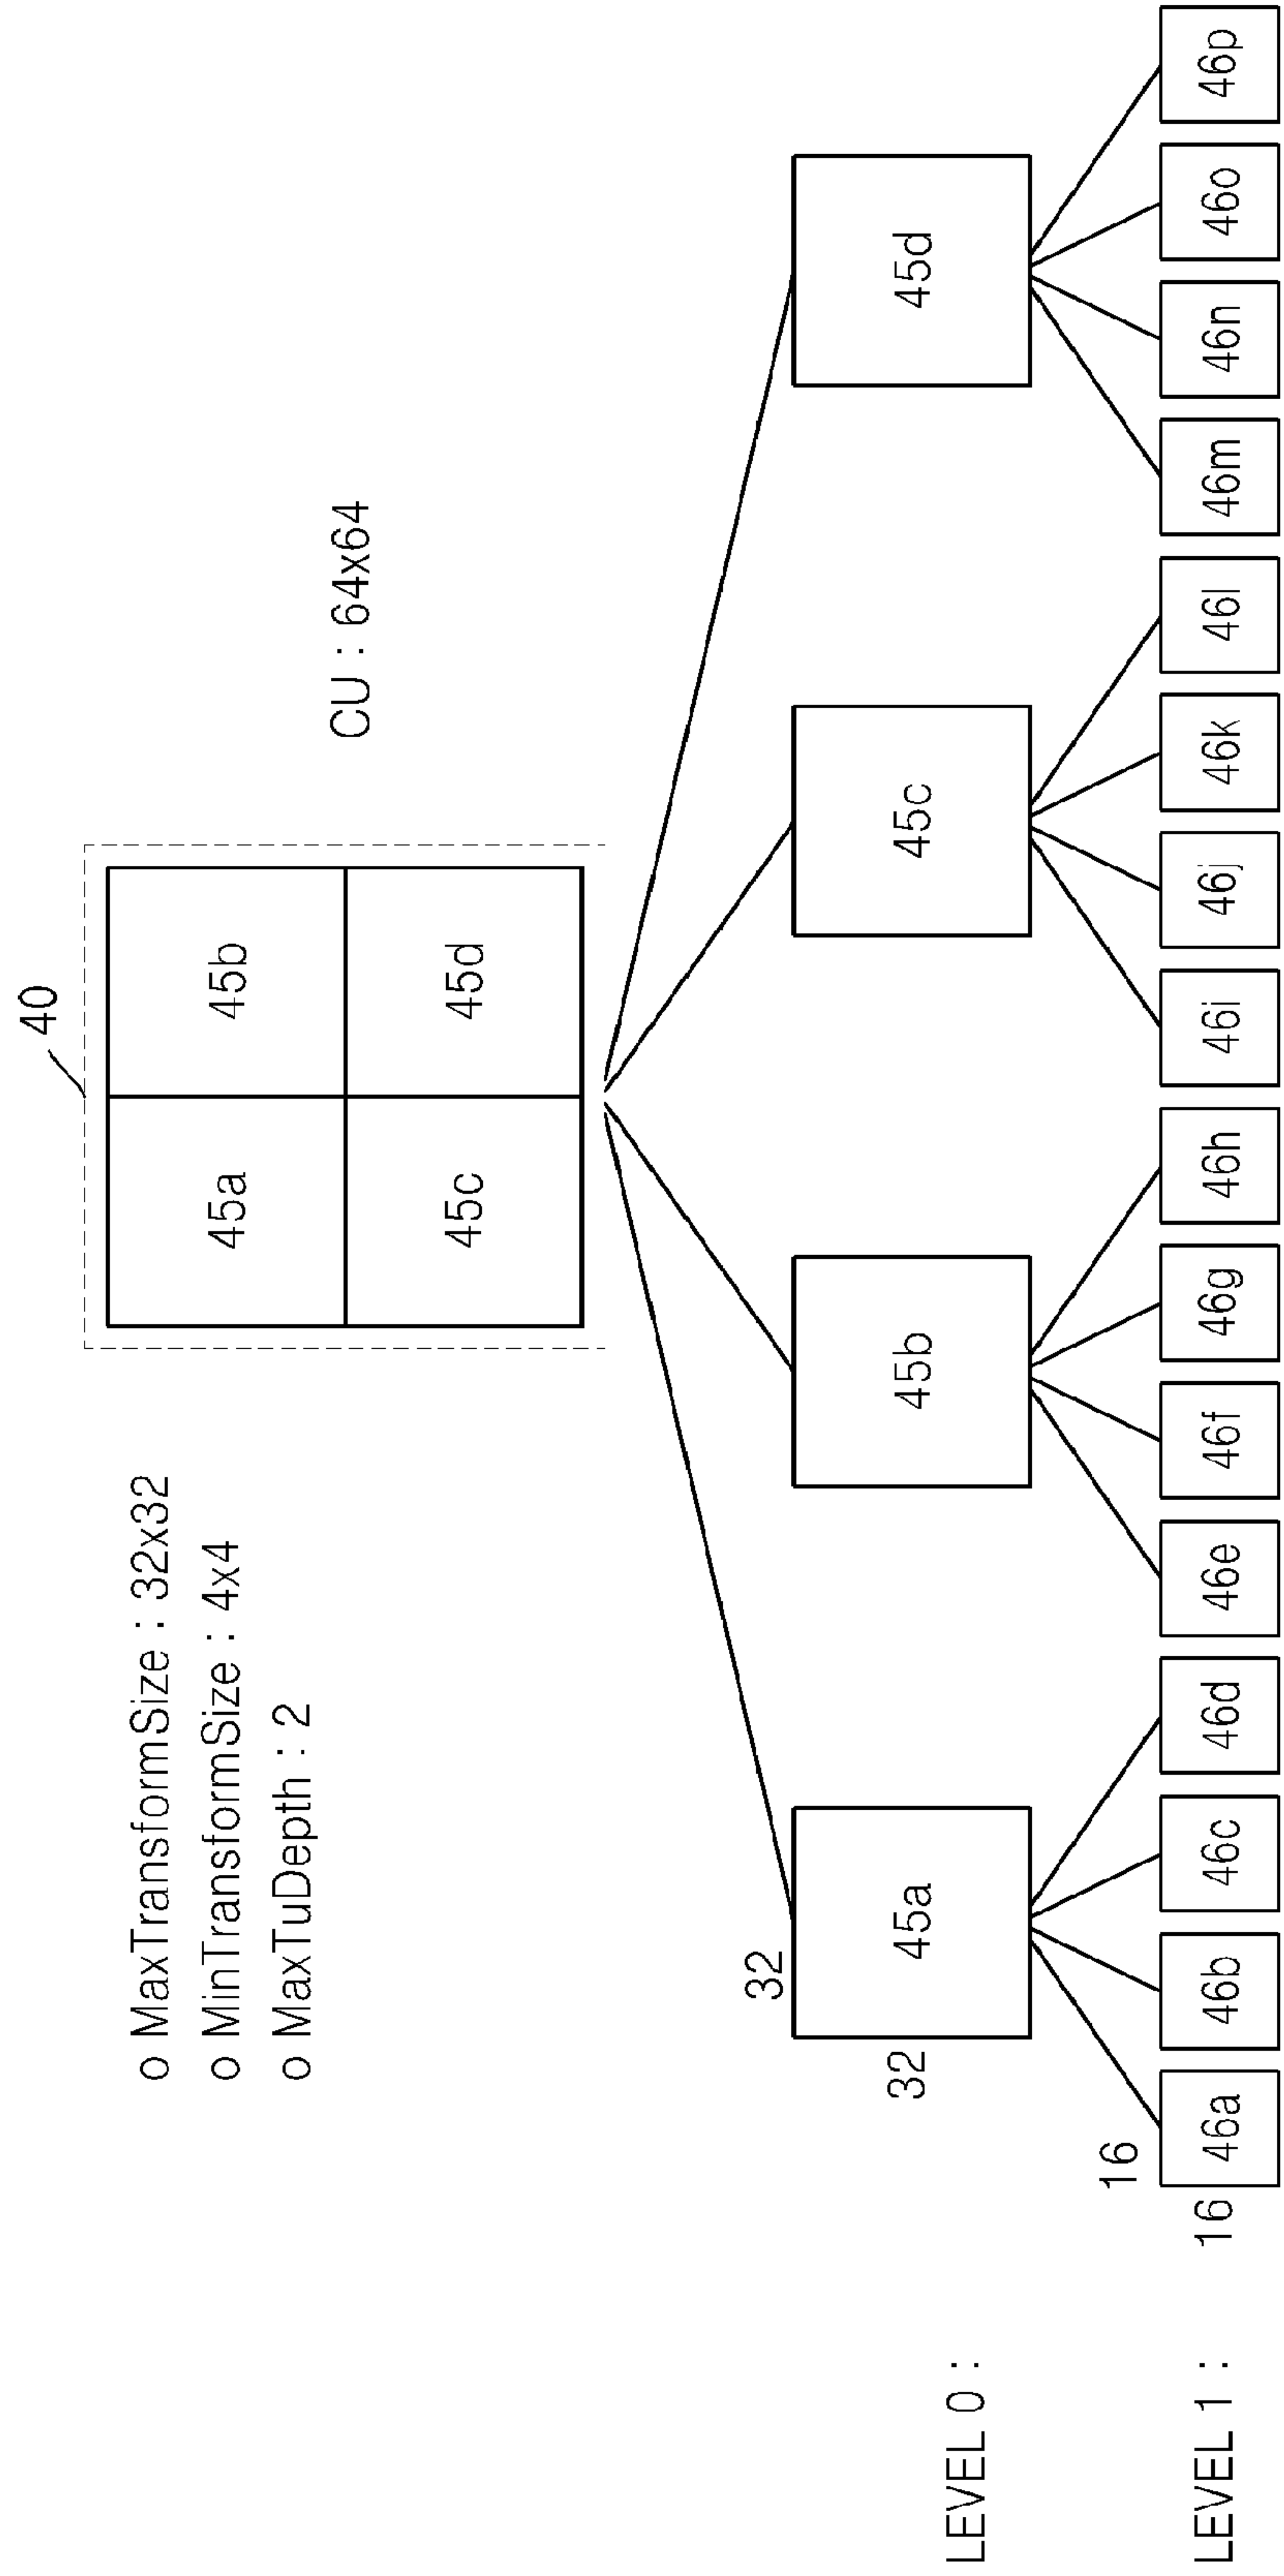 40
o MaxTransformSize : 32x32
o MinTransformSize : 4x4
o MaxTuDepth : 2
45a 45b
45c 45d
CU : 64x64
32
LEVEL 0 : 32 45a 45b 45c 45d
16
LEVEL 1 : 16 46a 46b 46c 46d 46e 46f 46g 46h 46i 46j 46k 46l 46m 46n 46o 46p